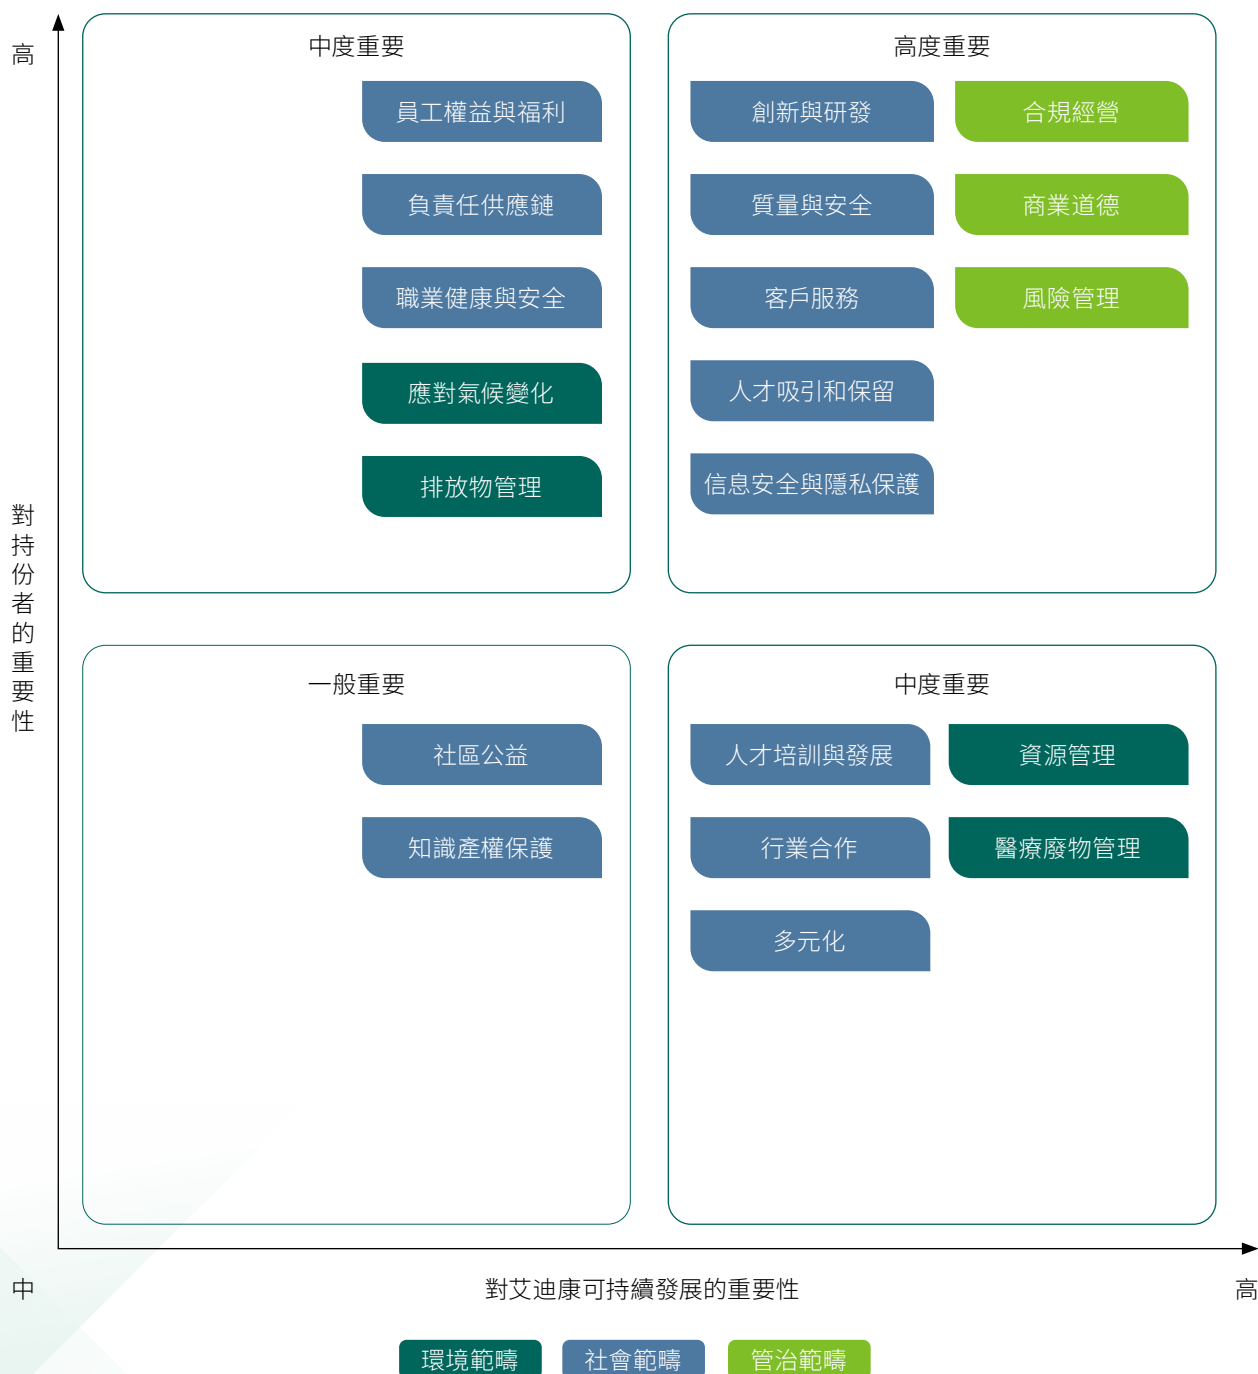 高
對持份者的重要性
中度重要
員工權益與福利
負責任供應鏈
職業健康與安全
應對氣候變化
排放物管理
高度重要
創新與研發
合規經營
質量與安全
商業道德
客戶服務
風險管理
人才吸引和保留
信息安全與隱私保護
一般重要
社區公益
知識產權保護
中度重要
人才培訓與發展
資源管理
行業合作
醫療廢物管理
多元化
中
對艾迪康可持續發展的重要性
高
環境範疇
社會範疇
管治範疇